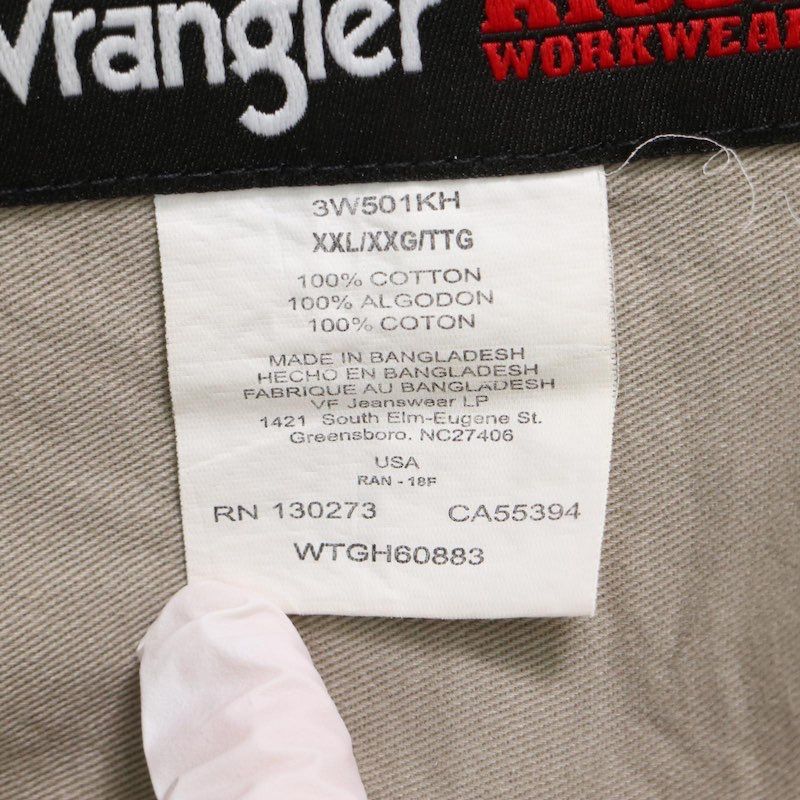 Wrangler
WORKWEAR
3W501KH
XXL/XXG/TTG
100% COTTON
100% ALGODON
100% COTON
MADE IN BANGLADESH
HECHO EN BANGLADESH
FABRIQUE AU BANGLADESH
VF Jeanswear LP
1421 South Elm-Eugene St.
Greensboro. NC27406
USA
RAN - 18F
RN 130273 CA55394
WTGH60883